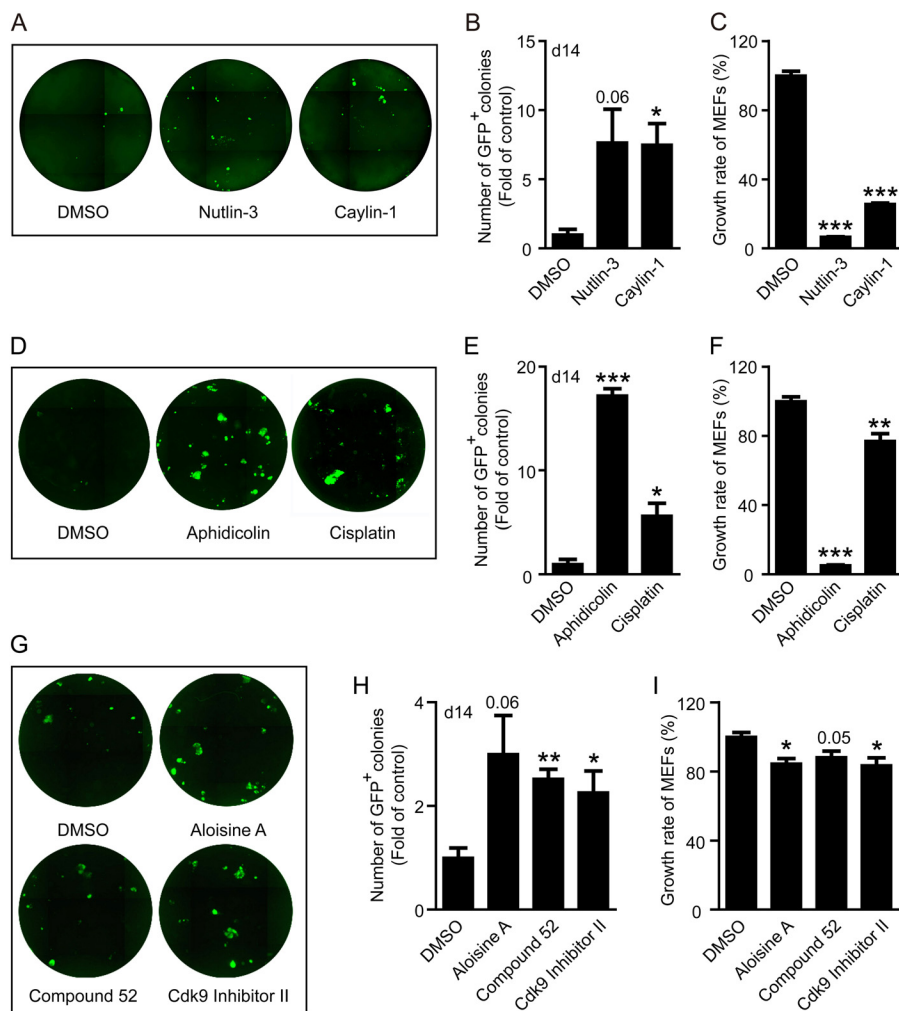 A
DMSO
Nutlin-3
Caylin-1
B
Number of GFP+ colonies
(Fold of control)
15
10
5
0
d14
0.06
*
DMSO
Nutlin-3
Caylin-1
C
Growth rate of MEFs (%)
120
80
40
0
***
***
DMSO
Nutlin-3
Caylin-1
D
DMSO
Aphidicolin
Cisplatin
E
Number of GFP+ colonies
(Fold of control)
20
10
0
d14
***
*
DMSO
Aphidicolin
Cisplatin
F
Growth rate of MEFs (%)
120
80
40
0
***
**
DMSO
Aphidicolin
Cisplatin
G
DMSO
Aloisine A
Compound 52
Cdk9 Inhibitor II
H
Number of GFP+ colonies
(Fold of control)
4
2
0
d14
0.06
**
*
DMSO
Aloisine A
Compound 52
Cdk9 Inhibitor II
I
Growth rate of MEFs (%)
120
80
40
0
*
0.05
*
DMSO
Aloisine A
Compound 52
Cdk9 Inhibitor II